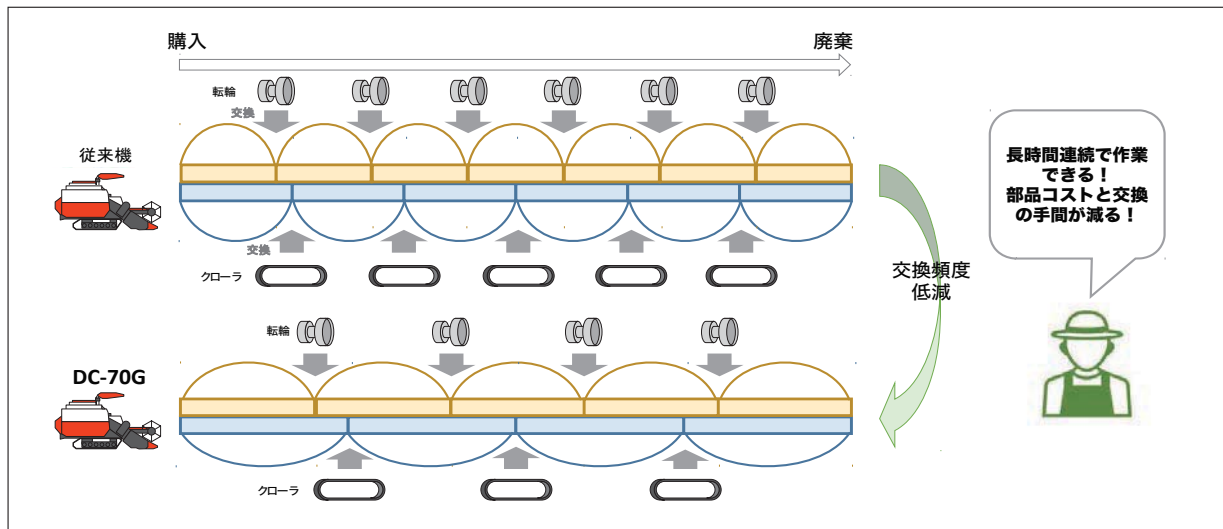 購入
廃棄
転輪
交換
従来機
交換
クローラ
長時間連続で作業
できる！
部品コストと交換
の手間が減る！
交換頻度
低減
転輪
DC-70G
クローラ